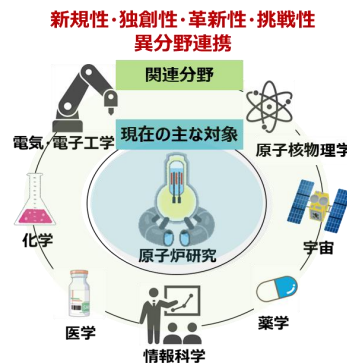 新規性・独創性・革新性・挑戦性
異分野連携
関連分野
電気・電子工学
現在の主な対象
原子核物理学
原子炉研究
化学
宇宙
医学
薬学
情報科学